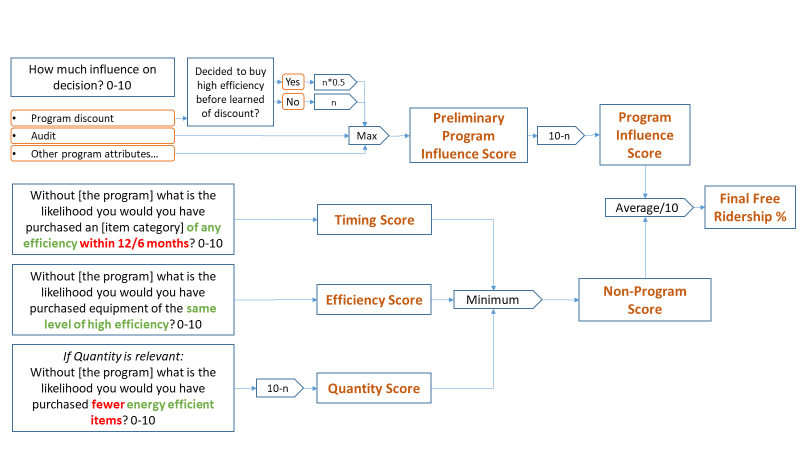 How much influence on
decision? 0-10
Decided to buy
high efficiency
before learned
of discount?
Yes
n*0.5
No
n
• Program discount
• Audit
• Other program attributes...
Max
Preliminary
Program
Influence Score
10-n
Program
Influence
Score
Without [the program] what is the
likelihood you would you have
purchased an [item category] of any
efficiency within 12/6 months? 0-10
Timing Score
Average/10
Final Free
Ridership %
Without [the program] what is the
likelihood you would you have
purchased equipment of the same
level of high efficiency? 0-10
Efficiency Score
Minimum
Non-Program
Score
If Quantity is relevant:
Without [the program] what is the
likelihood you would you have
purchased fewer energy efficient
items? 0-10
10-n
Quantity Score